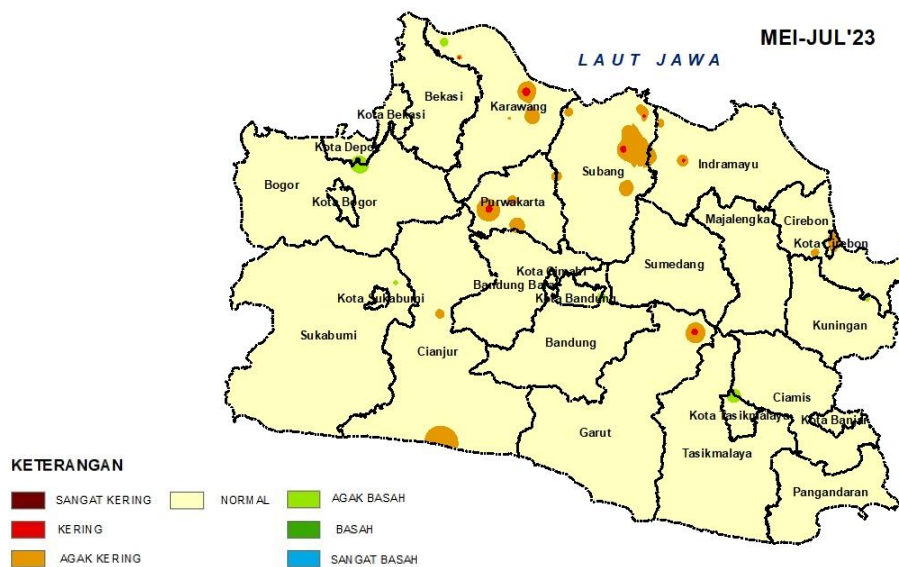 MEI-JUL'23
LAUT JAWA
Bekasi
Karawang
Kota Bekasi
Kota Depok
Subang
Indramayu
Bogor
Kota Bogor
Purwakarta
Majalengka
Cirebon
Kota Cirebon
Kota Cimahi
Sumedang
Bandung Barat
Kota Bandung
Kota Sukabumi
Kuningan
Sukabumi
Cianjur
Bandung
Ciamis
Kota Tasikmalaya
Kota Banjar
Garut
Tasikmalaya
Pangandaran
KETERANGAN
SANGAT KERING
NORMAL
AGAK BASAH
KERING
BASAH
AGAK KERING
SANGAT BASAH